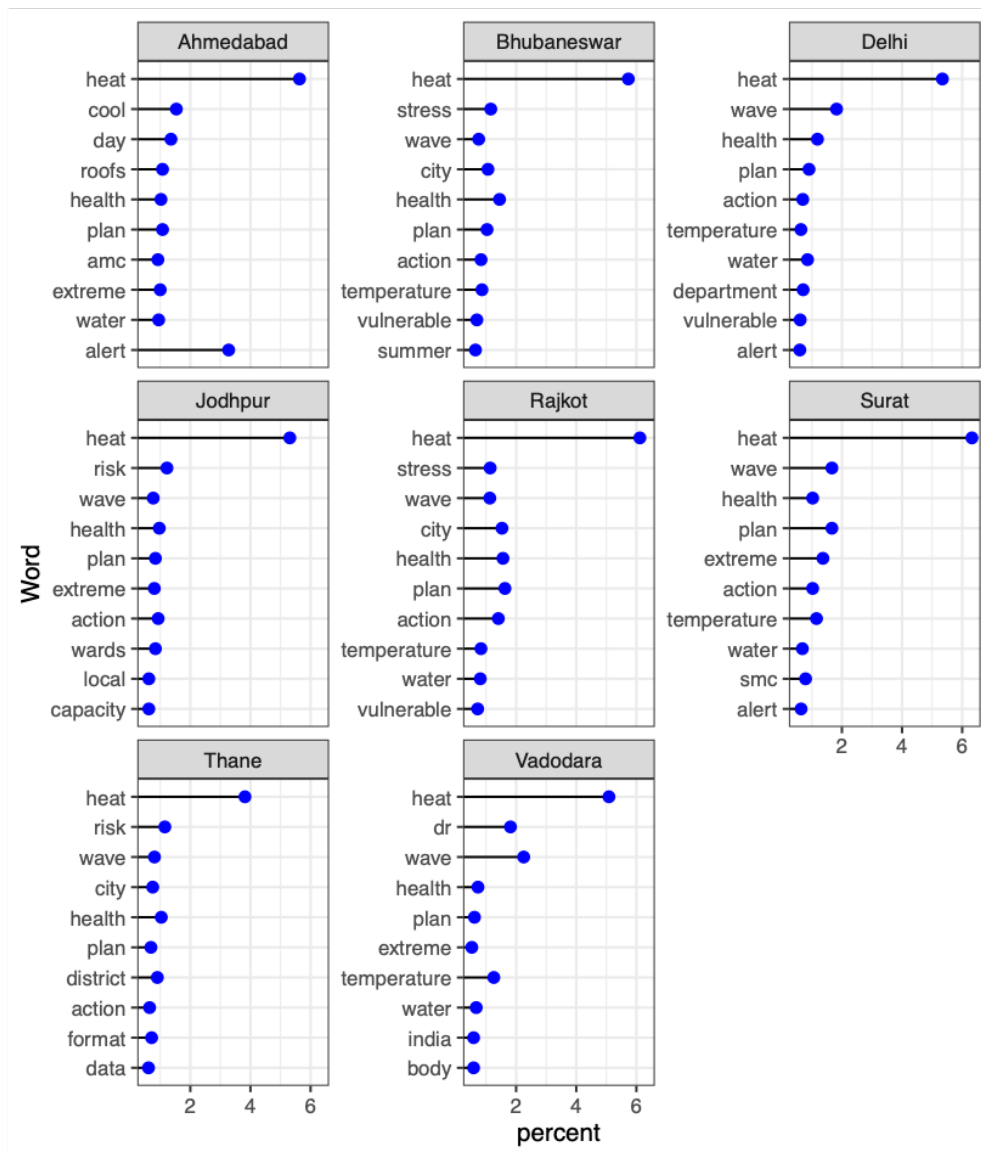 Ahmedabad
heat
cool
day
roofs
health
plan
amc
extreme
water
alert
Bhubaneswar
heat
stress
wave
city
health
plan
action
temperature
vulnerable
summer
Delhi
heat
wave
health
plan
action
temperature
water
department
vulnerable
alert
Word
Jodhpur
heat
risk
wave
health
plan
extreme
action
wards
local
capacity
Rajkot
heat
stress
wave
city
health
plan
action
temperature
water
vulnerable
Surat
heat
wave
health
plan
extreme
action
temperature
water
smc
alert
2 4 6
Thane
heat
risk
wave
city
health
plan
district
action
format
data
2 4 6
Vadodara
heat
dr
wave
health
plan
extreme
temperature
water
india
body
2 4 6
percent